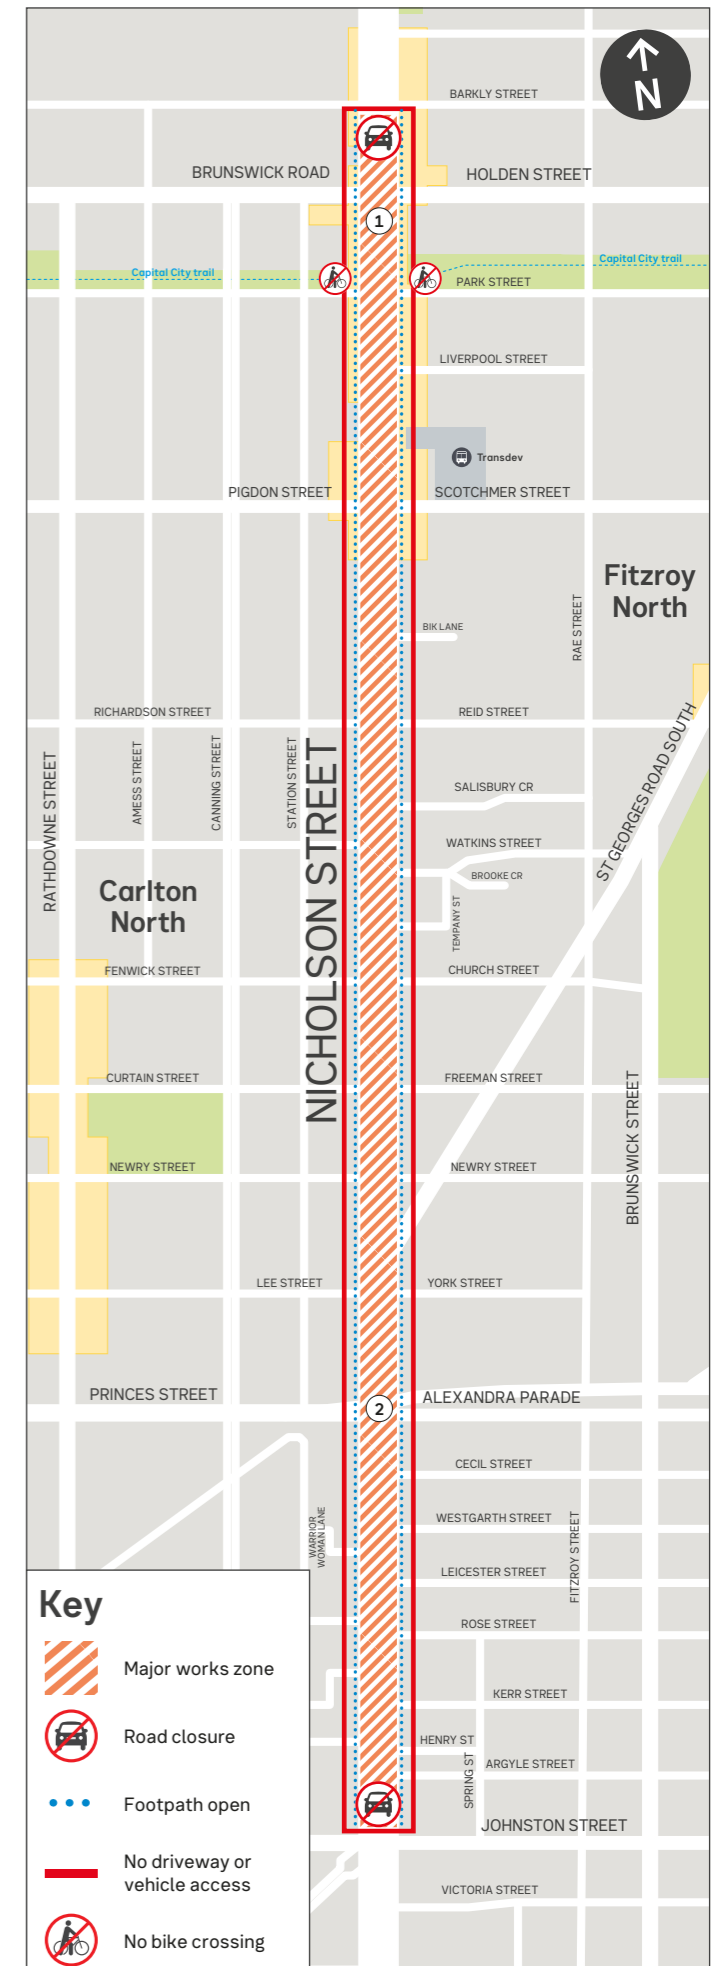 N
BARKLY STREET
BRUNSWICK ROAD
HOLDEN STREET
1
Capital City trail
Capital City trail
PARK STREET
LIVERPOOL STREET
Transdev
PIGDON STREET
SCOTCHMER STREET
Fitzroy
North
RAE STREET
BIK LANE
RICHARDSON STREET
REID STREET
ST GEORGES ROAD SOUTH
RATHDOWNE STREET
AMESS STREET
CANNING STREET
STATION STREET
NICHOLSON STREET
SALISBURY CR
WATKINS STREET
BROOKE CR
TEMPANY ST
Carlton
North
FENWICK STREET
CHURCH STREET
CURTAIN STREET
FREEMAN STREET
BRUNSWICK STREET
NEWRY STREET
NEWRY STREET
LEE STREET
YORK STREET
PRINCES STREET
ALEXANDRA PARADE
2
CECIL STREET
WARRIOR
WOMAN LANE
WESTGARTH STREET
FITZROY STREET
LEICESTER STREET
ROSE STREET
KERR STREET
HENRY ST
SPRING ST
ARGYLE STREET
JOHNSTON STREET
VICTORIA STREET
Key
Major works zone
Road closure
Footpath open
No driveway or
vehicle access
No bike crossing